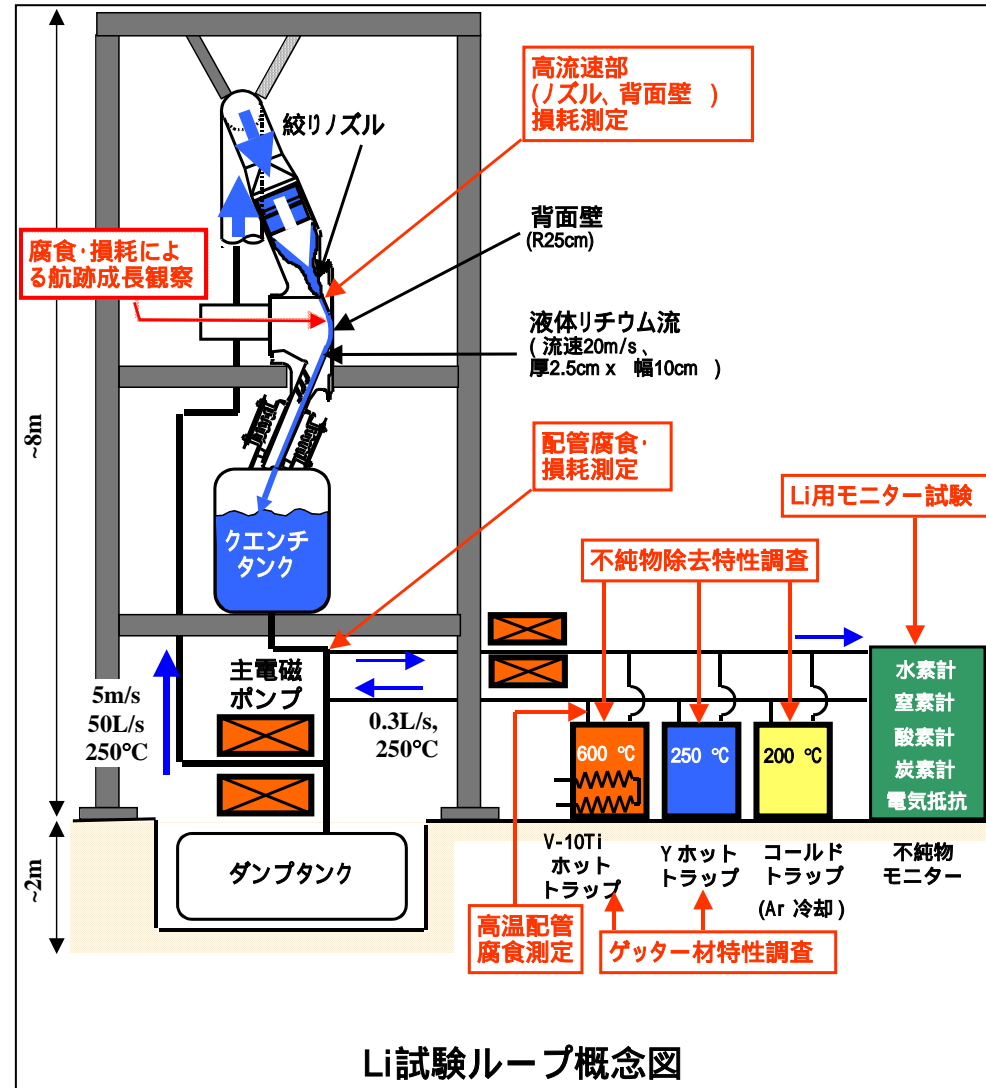 高流速部
(ノズル、背面壁 )
損耗測定
絞りノズル
背面壁
(R25cm)
腐食・損耗によ
る航跡成長観察
液体リチウム流
( 流速20m/s 、
厚2.5cm x 幅10cm )
~8m
配管腐食・
損耗測定
Li用モニター試験
クエンチ
タンク
不純物除去特性調査
主電磁
ポンプ
5m/s
50L/s
250°C
0.3L/s,
250°C
600 °C
250 °C
200 °C
水素計
窒素計
酸素計
炭素計
電気抵抗
~2m
ダンプタンク
V-10Ti
ホット
トラップ
Y ホット
トラップ
コールド
トラップ
(Ar 冷却 )
不純物
モニター
高温配管
腐食測定
ゲッター材特性調査
Li試験ループ概念図